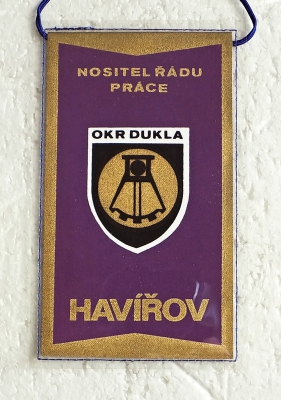 NOSITEL ŘÁDU
PRÁCE
OKR DUKLA
HAVÍŘOV